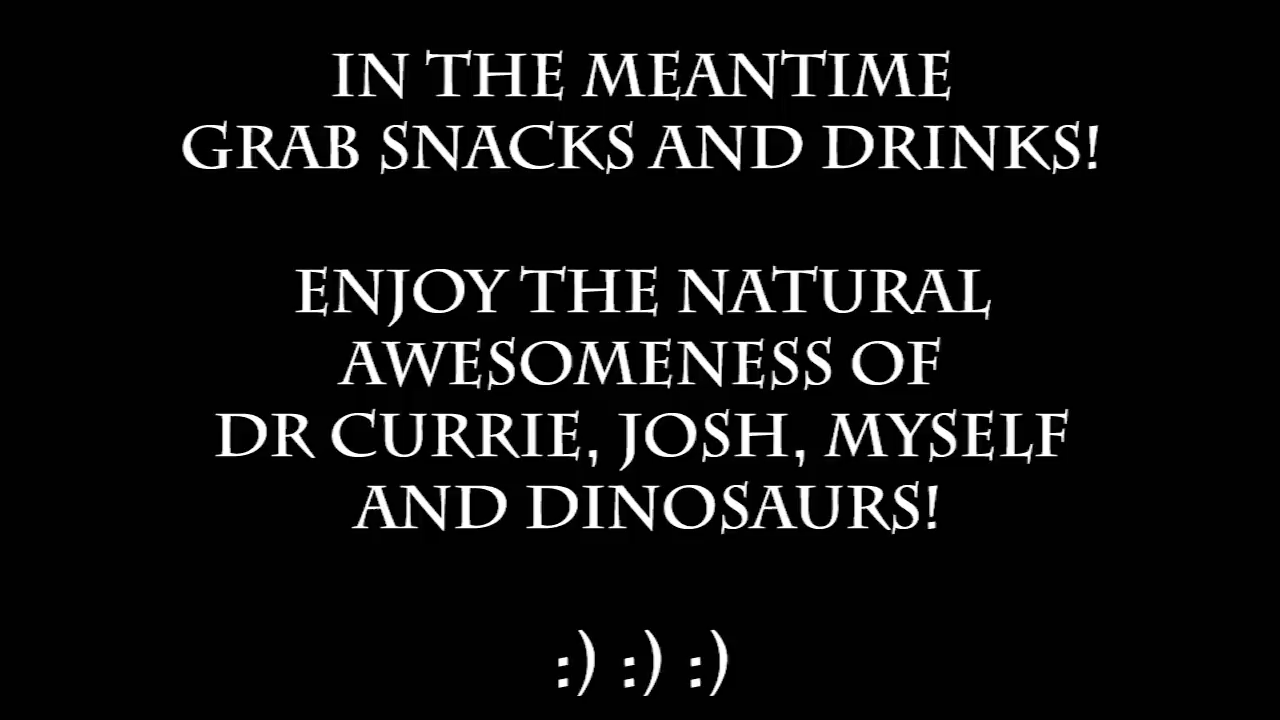 IN THE MEANTIME
GRAB SNACKS AND DRINKS!
ENJOY THE NATURAL
AWESOMENESS OF
DR CURRIE, JOSH, MYSELF
AND DINOSAURS!
:) :) :)